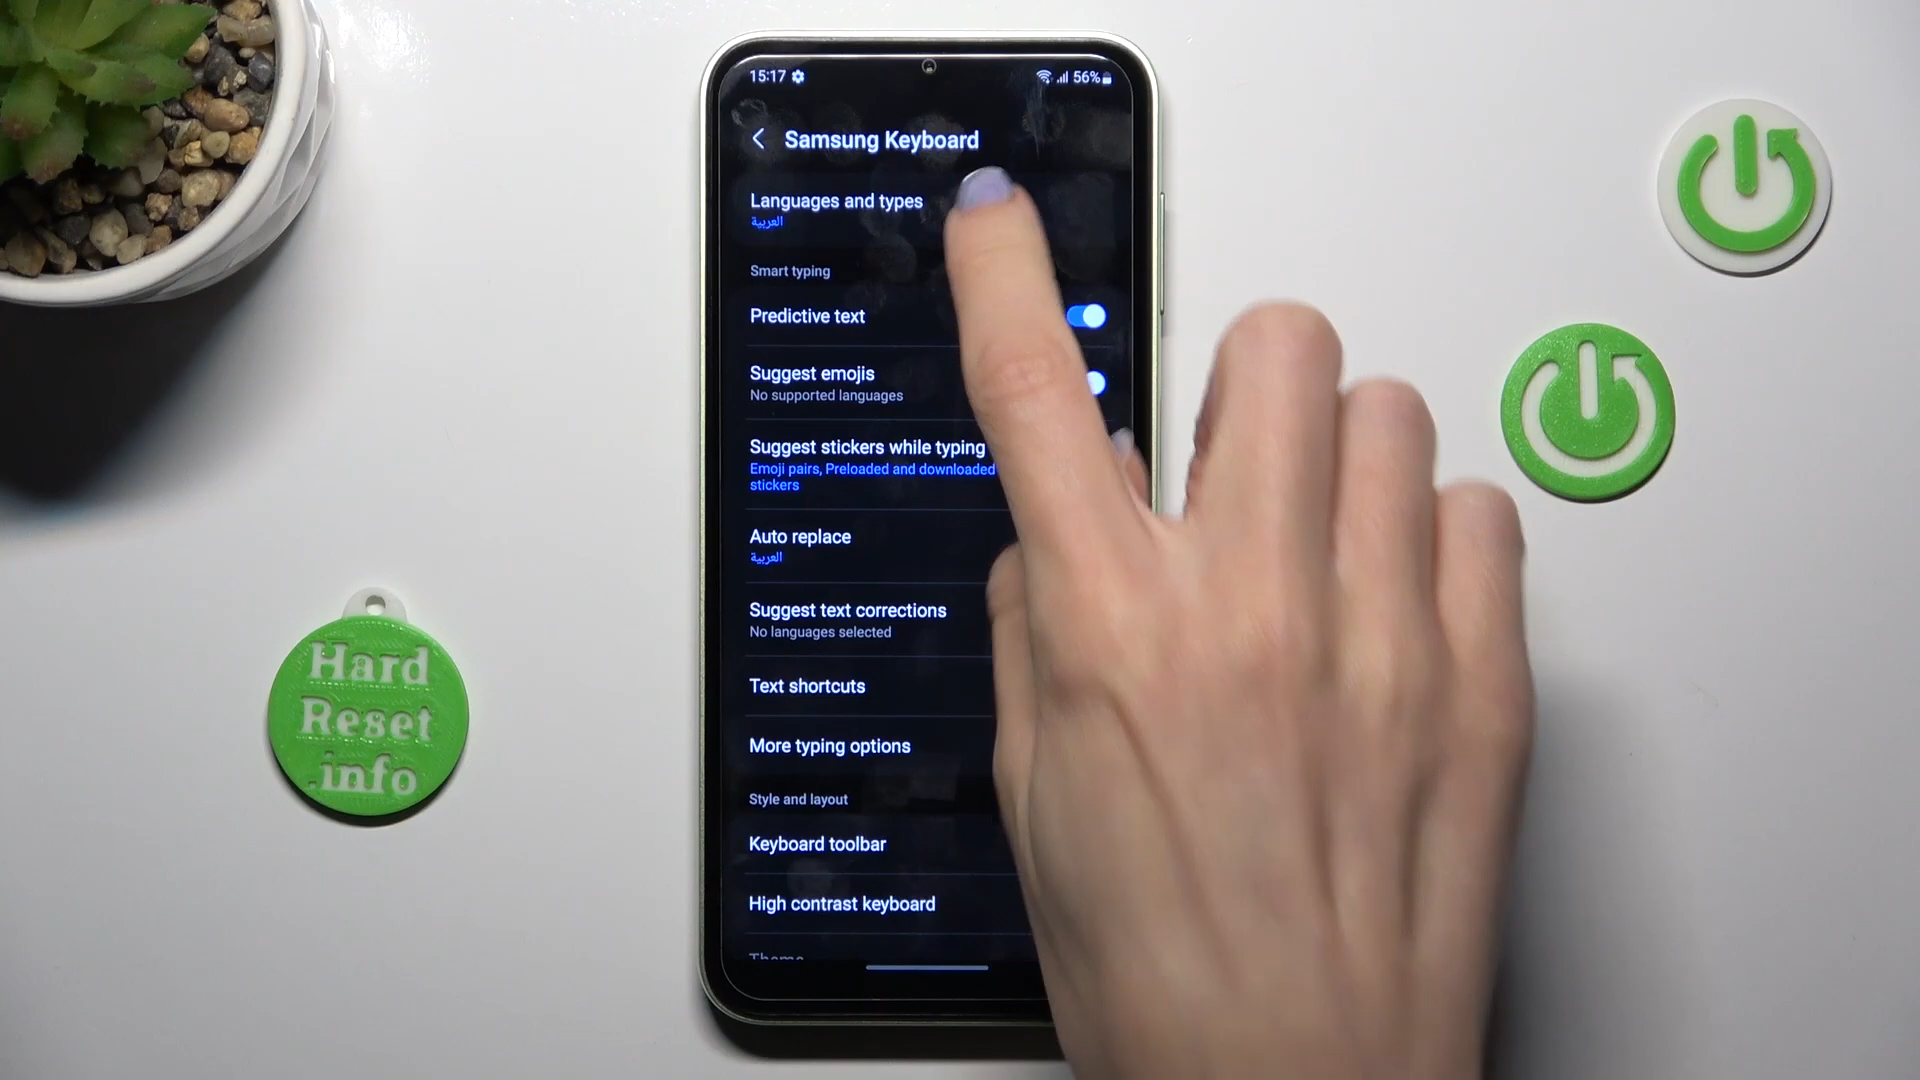 15:17
56%
Samsung Keyboard
Languages and types
العربية
Smart typing
Predictive text
Suggest emojis
No supported languages
Suggest stickers while typing
Emoji pairs, Preloaded and downloaded
stickers
Auto replace
العربية
Suggest text corrections
No languages selected
Text shortcuts
More typing options
Style and layout
Keyboard toolbar
High contrast keyboard
Hard
Reset
.info